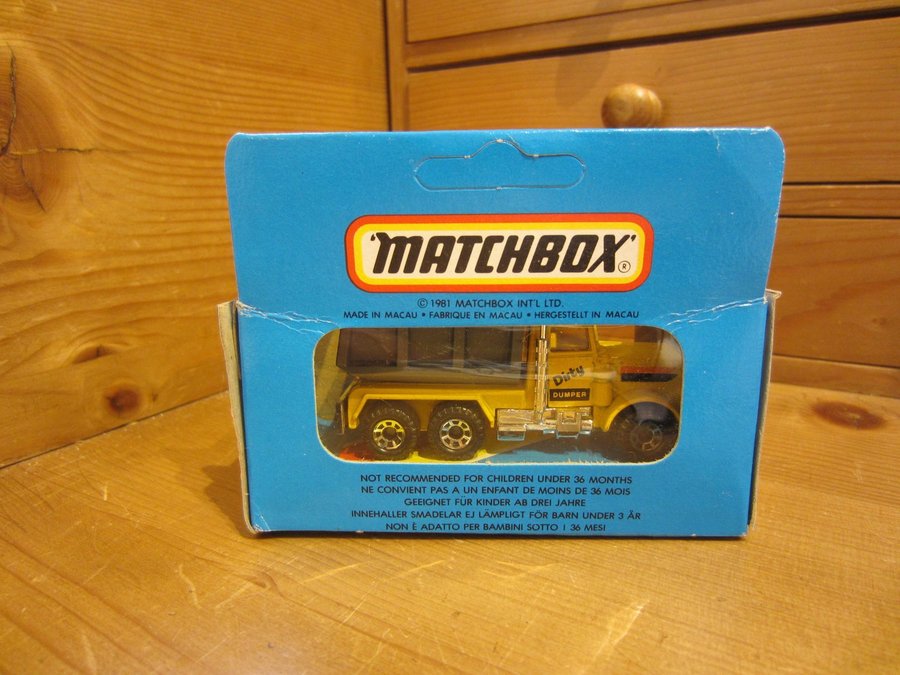 'MATCHBOX' ®
© 1981 MATCHBOX INT'L LTD.
MADE IN MACAU • FABRIQUE EN MACAU • HERGESTELLT IN MACAU
Dirty
DUMPER
NOT RECOMMENDED FOR CHILDREN UNDER 36 MONTHS
NE CONVIENT PAS A UN ENFANT DE MOINS DE 36 MOIS
GEEIGNET FÜR KINDER AB DREI JAHRE
INNEHALLER SMADELAR EJ LÄMPLIGT FÖR BARN UNDER 3 ÅR
NON È ADATTO PER BAMBINI SOTTO I 36 MESI